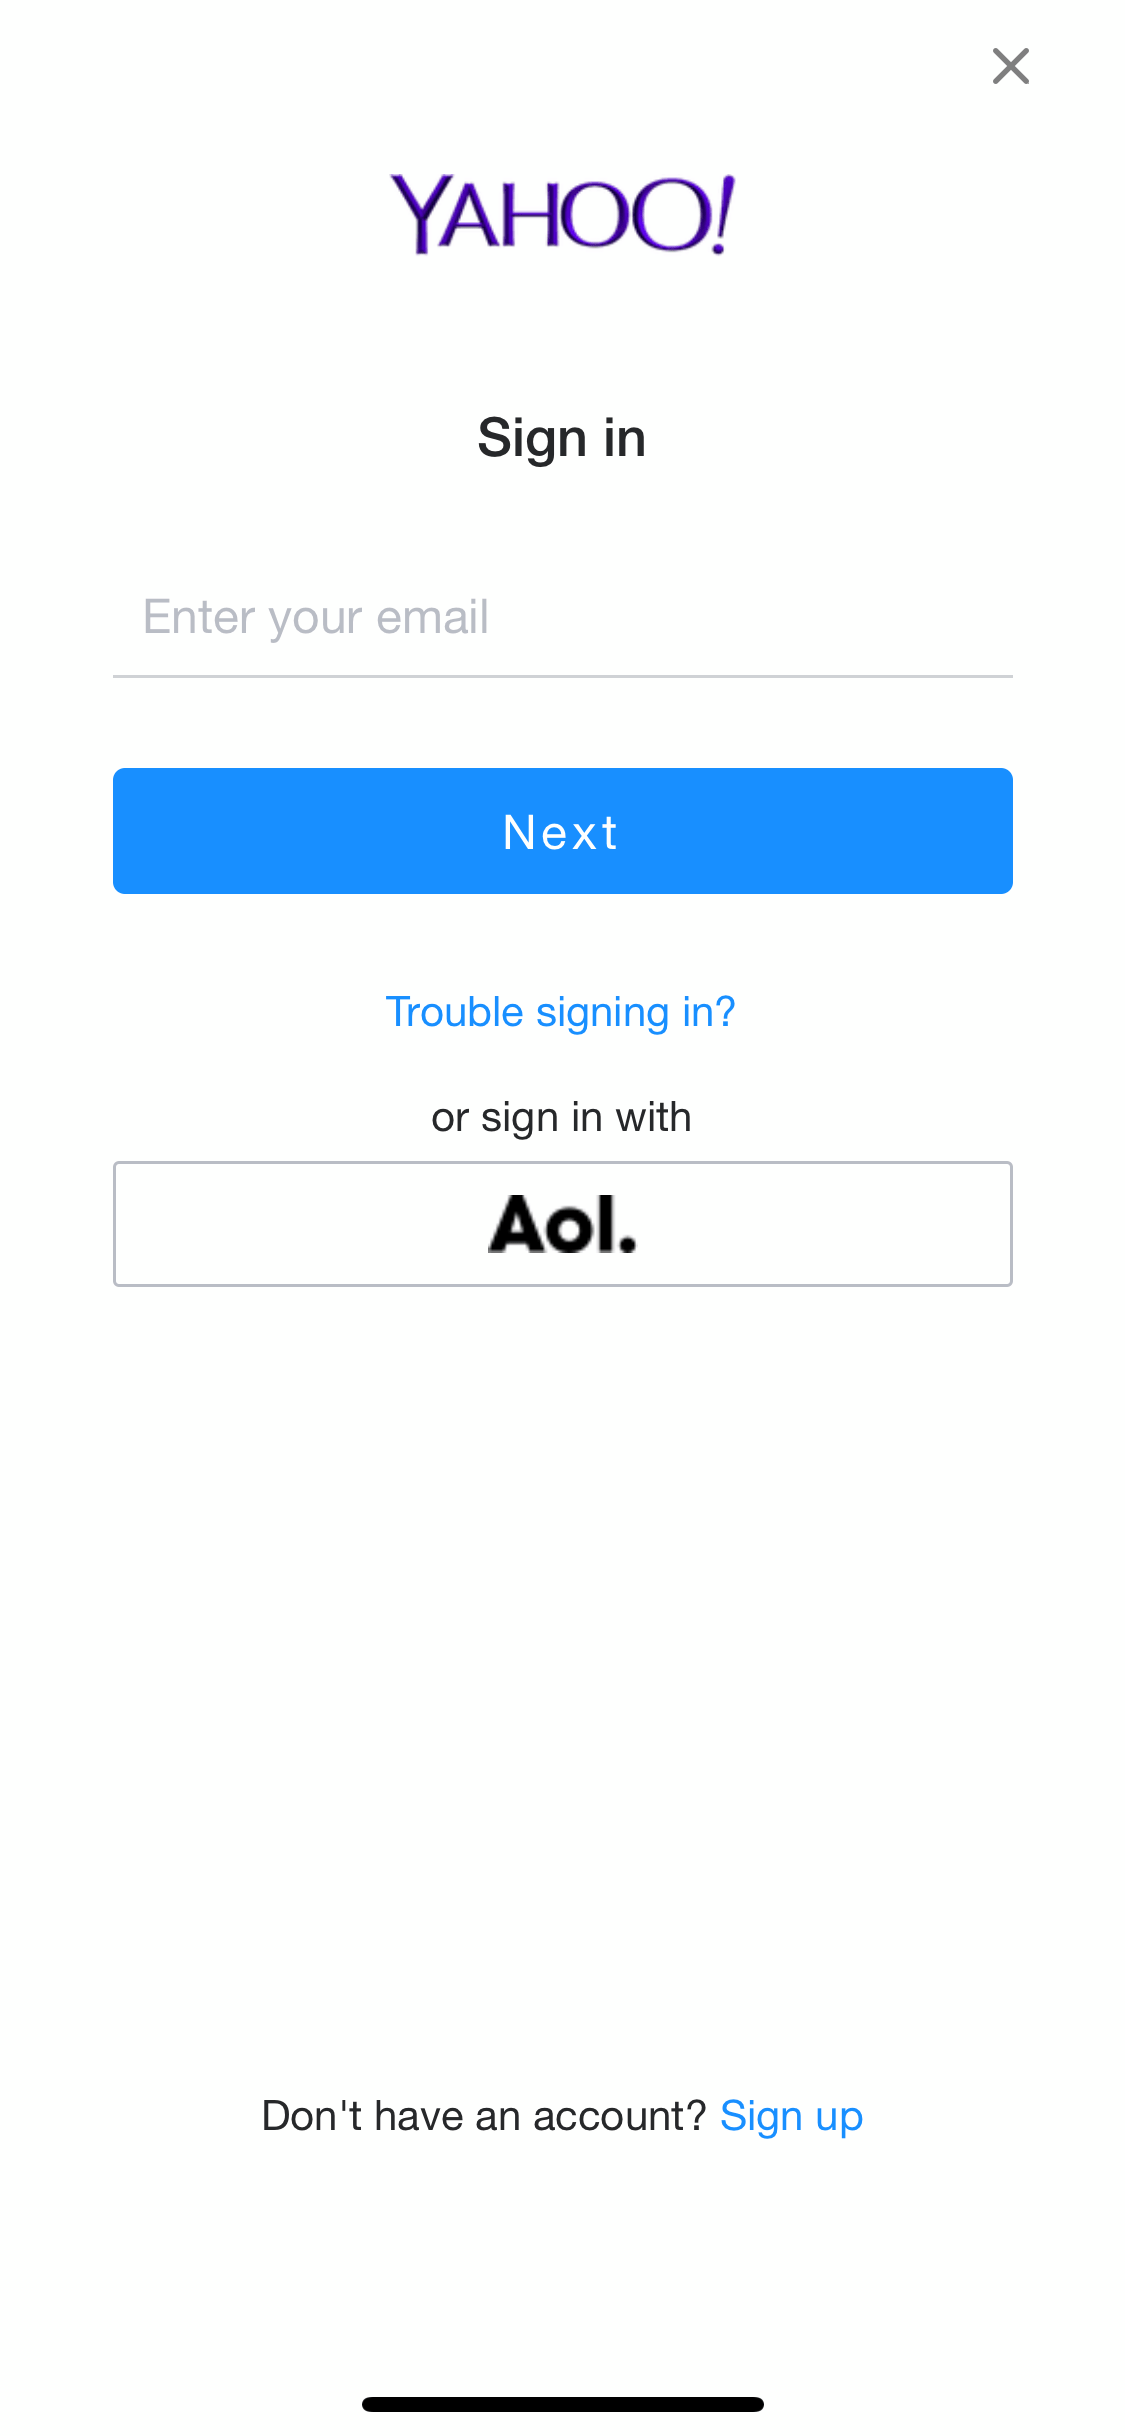 YAHOO!
Sign in
Enter your email
Next
Trouble signing in?
or sign in with
Aol.
Don't have an account? Sign up